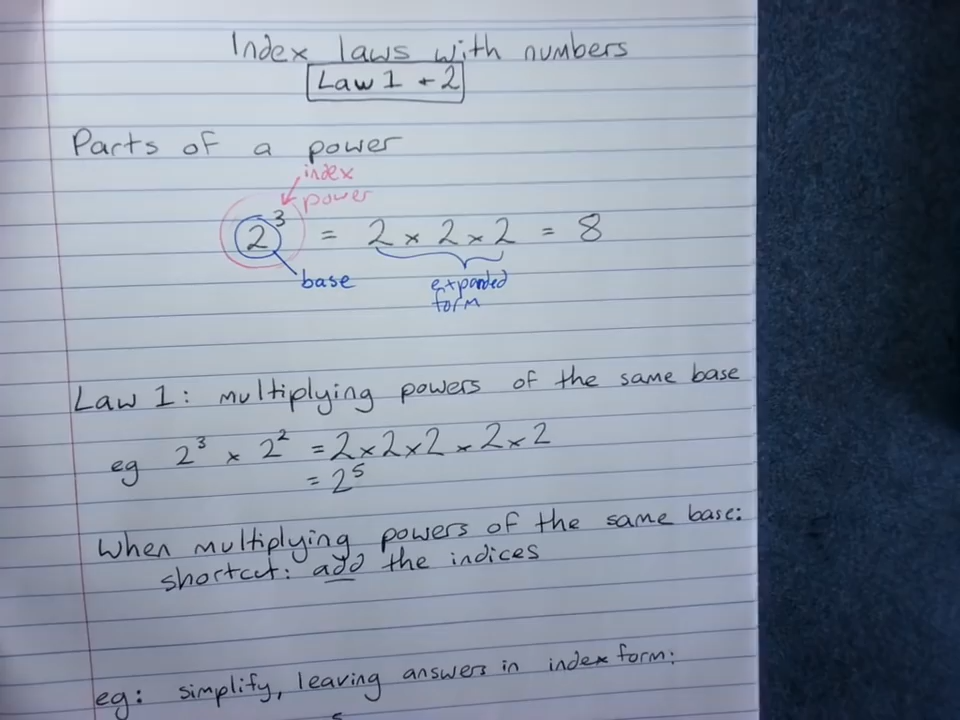 Index laws with numbers
Law 1 + 2
Parts of a power
index
power
2³ = 2 × 2 × 2 = 8
base
expanded
form
Law 1: multiplying powers of the same base
eg 2³ × 2² = 2×2×2 × 2×2
= 2⁵
When multiplying powers of the same base:
shortcut: add the indices
eg: simplify, leaving answers in index form: